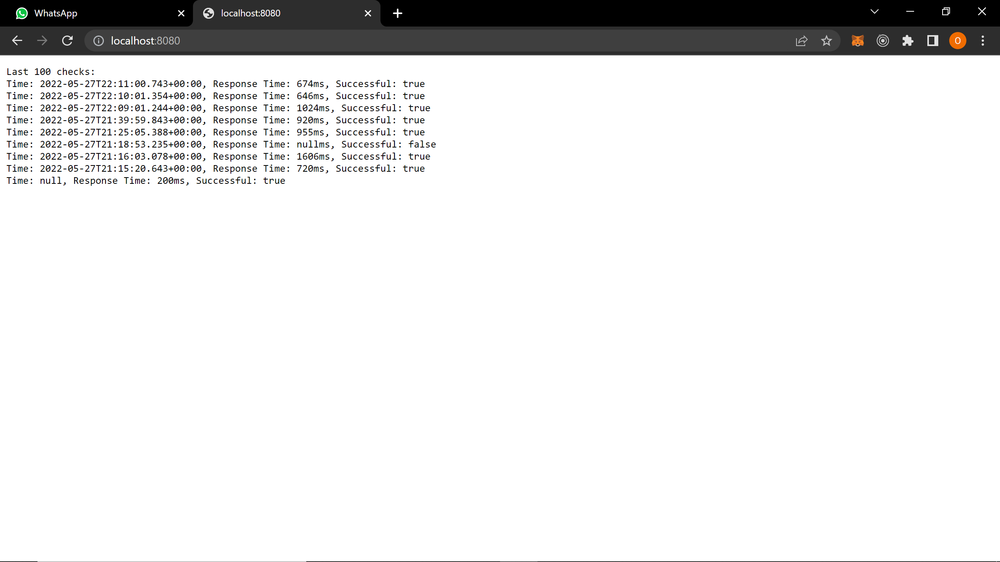 WhatsApp
localhost:8080
localhost:8080
O
Last 100 checks:
Time: 2022-05-27T22:11:00.743+00:00, Response Time: 674ms, Successful: true
Time: 2022-05-27T22:10:01.354+00:00, Response Time: 646ms, Successful: true
Time: 2022-05-27T22:09:01.244+00:00, Response Time: 1024ms, Successful: true
Time: 2022-05-27T21:39:59.843+00:00, Response Time: 920ms, Successful: true
Time: 2022-05-27T21:25:05.388+00:00, Response Time: 955ms, Successful: true
Time: 2022-05-27T21:18:53.235+00:00, Response Time: nullms, Successful: false
Time: 2022-05-27T21:16:03.078+00:00, Response Time: 1606ms, Successful: true
Time: 2022-05-27T21:15:20.643+00:00, Response Time: 720ms, Successful: true
Time: null, Response Time: 200ms, Successful: true